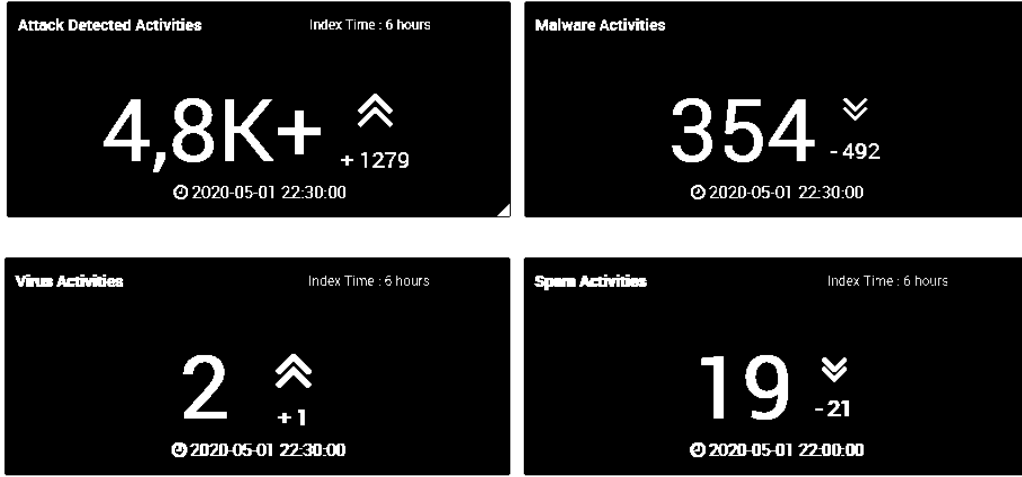 Attack Detected Activities Index Time : 6 hours
4,8K+
+ 1279
2020-05-01 22:30:00
Malware Activities
354
- 492
2020-05-01 22:30:00
Virus Activities Index Time : 6 hours
2
+ 1
2020-05-01 22:30:00
Spam Activities Index Time : 6 hours
19
- 21
2020-05-01 22:00:00